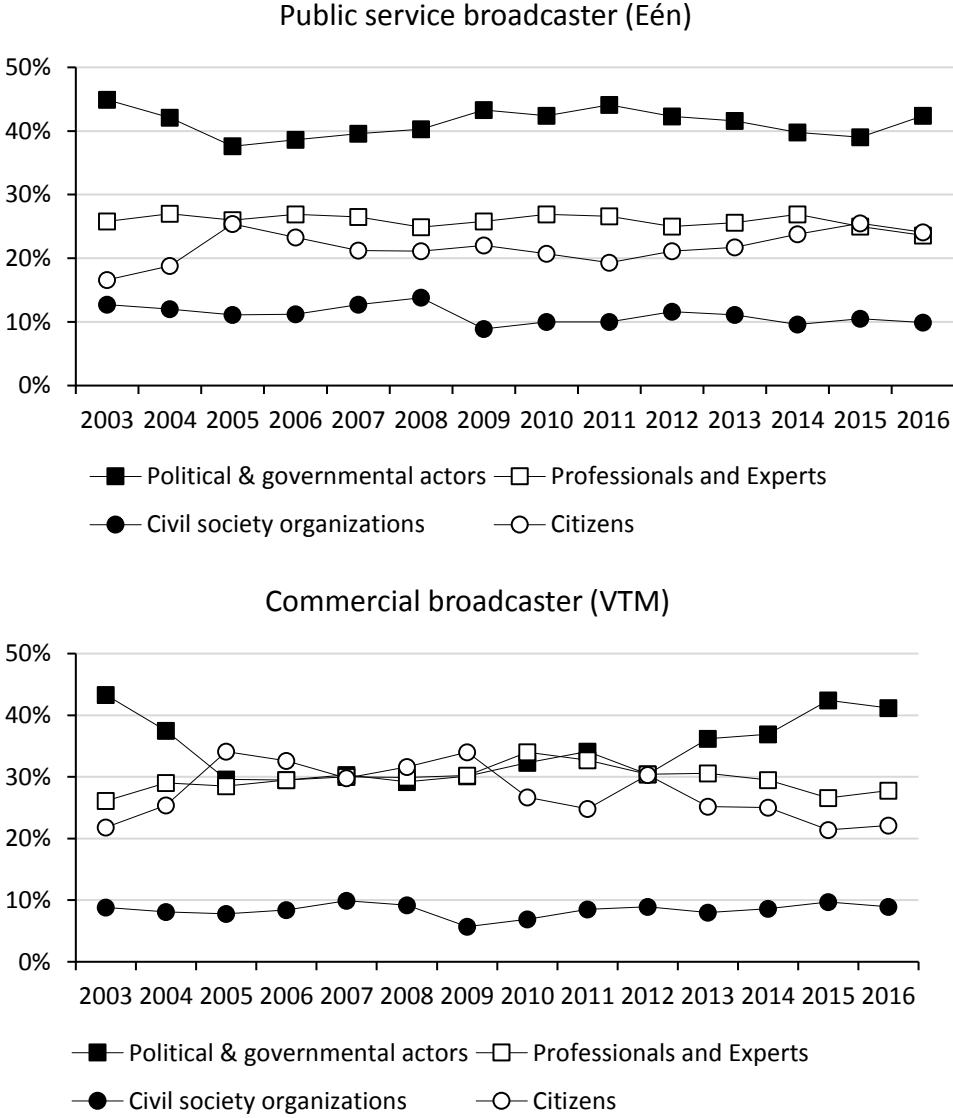 Public service broadcaster (Eén)
50%
40%
30%
20%
10%
0%
2003 2004 2005 2006 2007 2008 2009 2010 2011 2012 2013 2014 2015 2016
Political & governmental actors Professionals and Experts
Civil society organizations Citizens
Commercial broadcaster (VTM)
50%
40%
30%
20%
10%
0%
2003 2004 2005 2006 2007 2008 2009 2010 2011 2012 2013 2014 2015 2016
Political & governmental actors Professionals and Experts
Civil society organizations Citizens